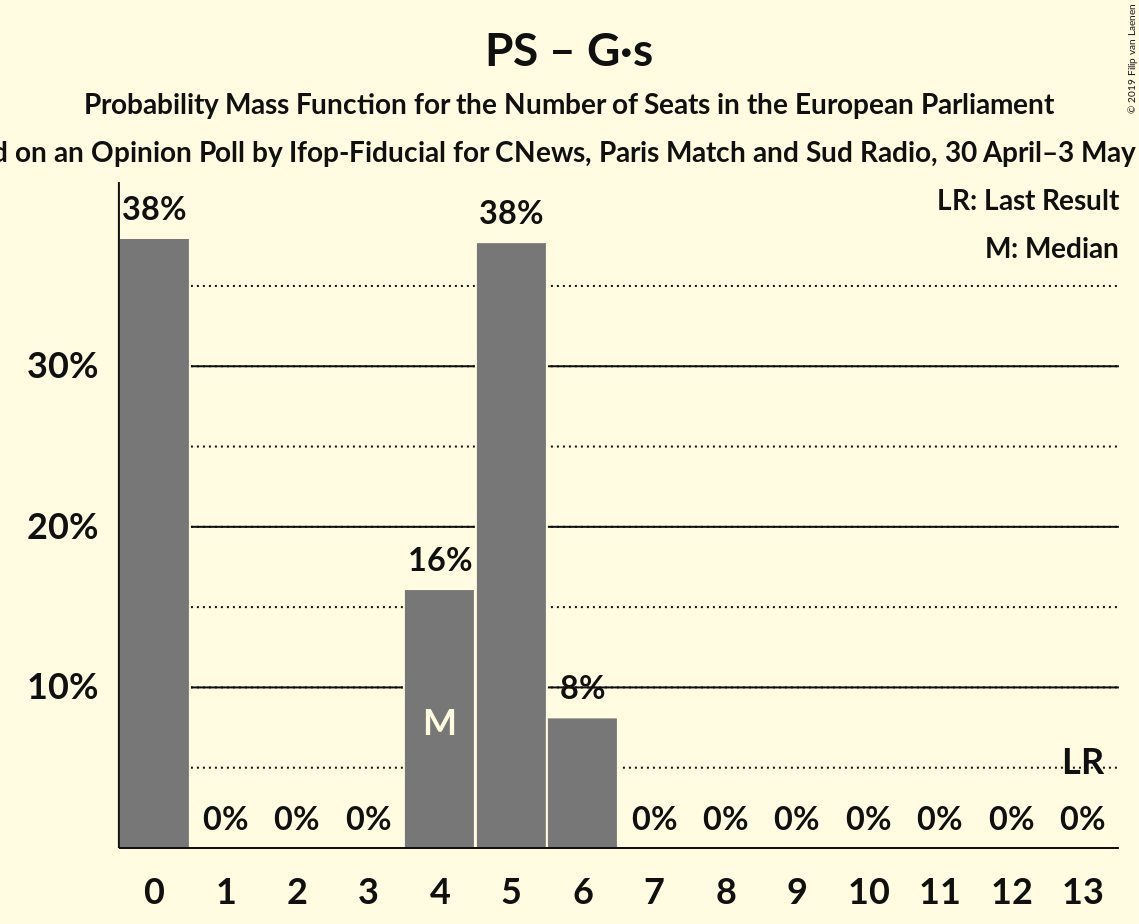 PS – G·s
Probability Mass Function for the Number of Seats in the European Parliament
on an Opinion Poll by Ifop-Fiducial for CNews, Paris Match and Sud Radio, 30 April–3 May
© 2019 Filip van Laenen
LR: Last Result
M: Median
38%
38%
30%
20%
16%
10%
8%
M
LR
0% 0% 0% 0% 0% 0% 0% 0% 0% 0%
0 1 2 3 4 5 6 7 8 9 10 11 12 13